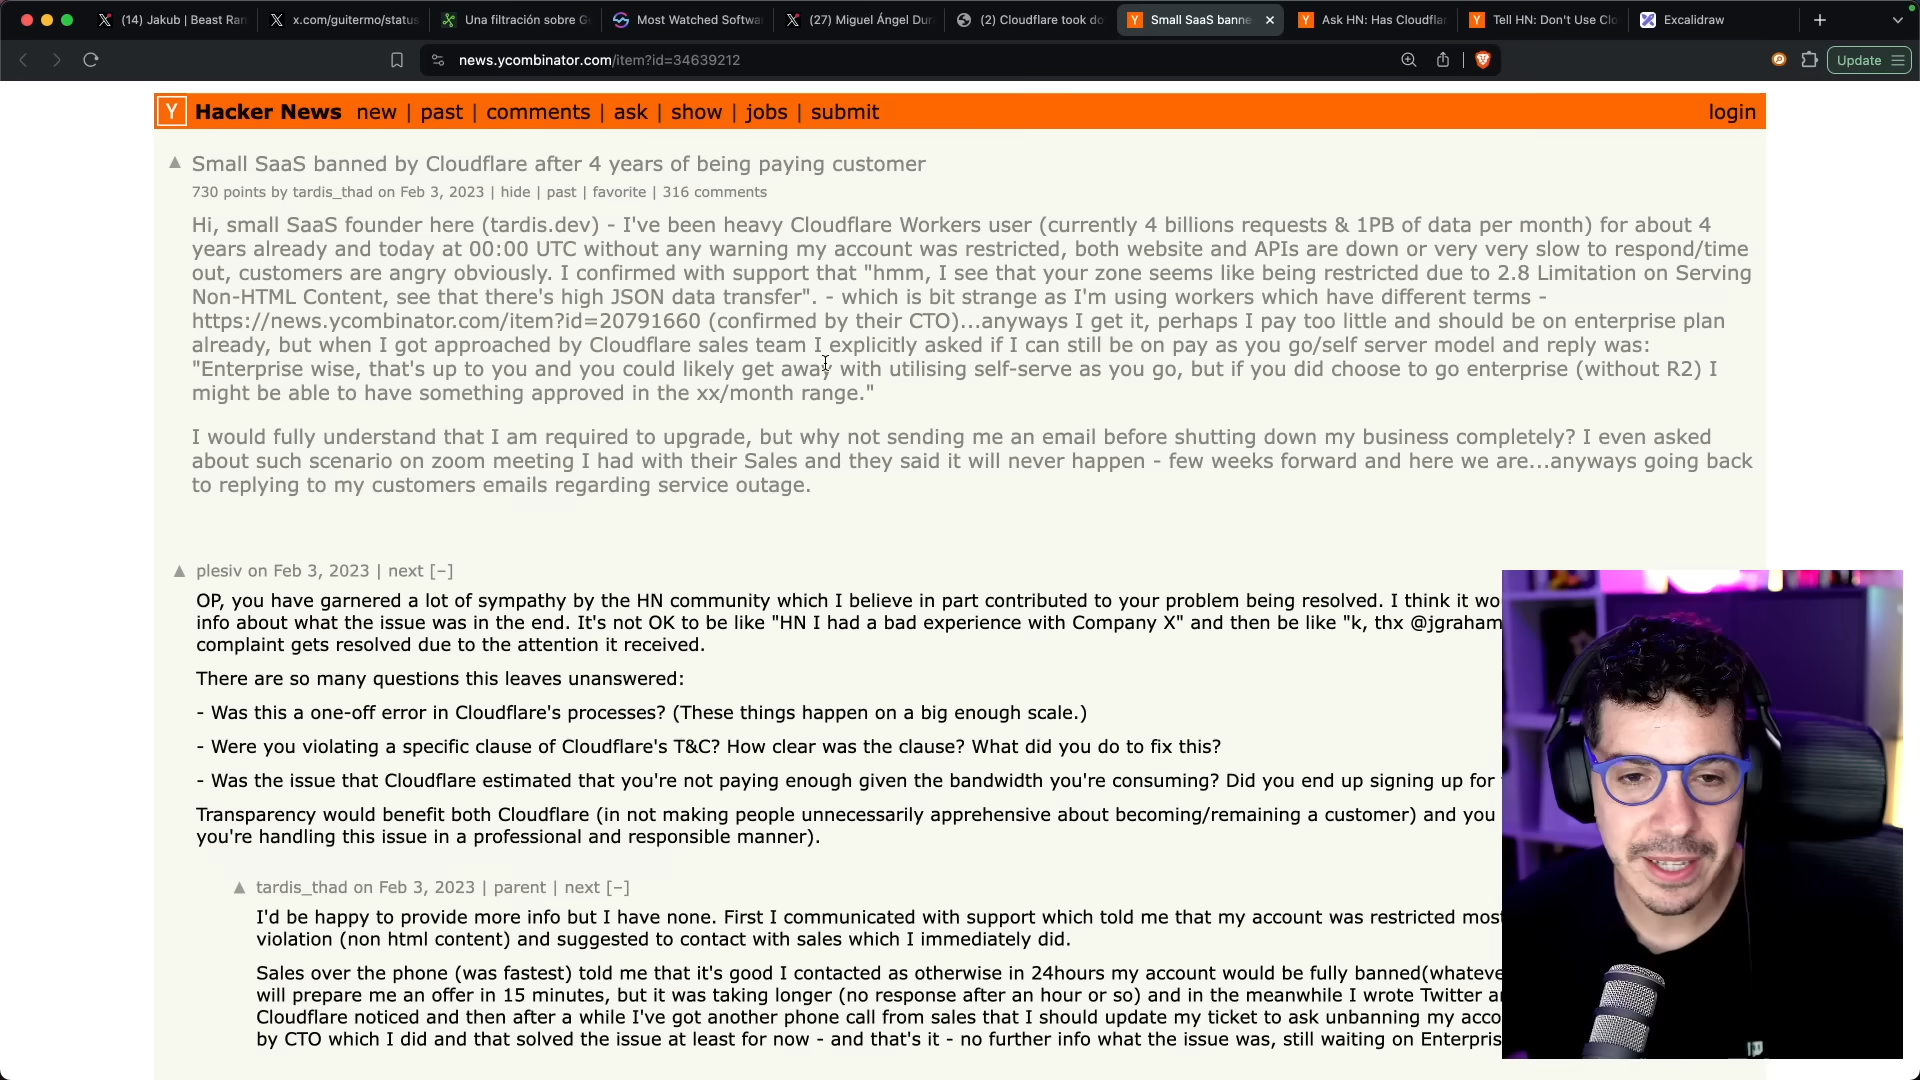 (14) Jakub | Beast Ran
x.com/guitermo/status
Una filtración sobre G
Most Watched Softwar
(27) Miguel Ángel Dur
(2) Cloudflare took do
Small SaaS banne
Ask HN: Has Cloudflar
Tell HN: Don't Use Clo
Excalidraw
news.ycombinator.com/item?id=34639212
Update
Y Hacker News new | past | comments | ask | show | jobs | submit login
Small SaaS banned by Cloudflare after 4 years of being paying customer
730 points by tardis_thad on Feb 3, 2023 | hide | past | favorite | 316 comments
Hi, small SaaS founder here (tardis.dev) - I've been heavy Cloudflare Workers user (currently 4 billions requests & 1PB of data per month) for about 4
years already and today at 00:00 UTC without any warning my account was restricted, both website and APIs are down or very very slow to respond/time
out, customers are angry obviously. I confirmed with support that "hmm, I see that your zone seems like being restricted due to 2.8 Limitation on Serving
Non-HTML Content, see that there's high JSON data transfer". - which is bit strange as I'm using workers which have different terms -
https://news.ycombinator.com/item?id=20791660 (confirmed by their CTO)...anyways I get it, perhaps I pay too little and should be on enterprise plan
already, but when I got approached by Cloudflare sales team I explicitly asked if I can still be on pay as you go/self server model and reply was:
"Enterprise wise, that's up to you and you could likely get away with utilising self-serve as you go, but if you did choose to go enterprise (without R2) I
might be able to have something approved in the xx/month range."
I would fully understand that I am required to upgrade, but why not sending me an email before shutting down my business completely? I even asked
about such scenario on zoom meeting I had with their Sales and they said it will never happen - few weeks forward and here we are...anyways going back
to replying to my customers emails regarding service outage.
plesiv on Feb 3, 2023 | next [–]
OP, you have garnered a lot of sympathy by the HN community which I believe in part contributed to your problem being resolved. I think it wo
info about what the issue was in the end. It's not OK to be like "HN I had a bad experience with Company X" and then be like "k, thx @jgraham
complaint gets resolved due to the attention it received.
There are so many questions this leaves unanswered:
- Was this a one-off error in Cloudflare's processes? (These things happen on a big enough scale.)
- Were you violating a specific clause of Cloudflare's T&C? How clear was the clause? What did you do to fix this?
- Was the issue that Cloudflare estimated that you're not paying enough given the bandwidth you're consuming? Did you end up signing up for
Transparency would benefit both Cloudflare (in not making people unnecessarily apprehensive about becoming/remaining a customer) and you
you're handling this issue in a professional and responsible manner).
tardis_thad on Feb 3, 2023 | parent | next [–]
I'd be happy to provide more info but I have none. First I communicated with support which told me that my account was restricted most
violation (non html content) and suggested to contact with sales which I immediately did.
Sales over the phone (was fastest) told me that it's good I contacted as otherwise in 24hours my account would be fully banned(whateve
will prepare me an offer in 15 minutes, but it was taking longer (no response after an hour or so) and in the meanwhile I wrote Twitter a
Cloudflare noticed and then after a while I've got another phone call from sales that I should update my ticket to ask unbanning my acco
by CTO which I did and that solved the issue at least for now - and that's it - no further info what the issue was, still waiting on Enterpris